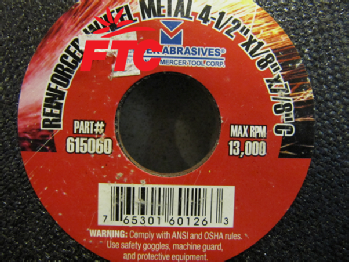 REINFORCED WHEEL METAL 4-1/2"X1/8"X7/8" C
FTC
ABRASIVES®
MERCER TOOL CORP.
PART#
615060
MAX RPM
13,000
7 65301 60126 3
WARNING: Comply with ANSI and OSHA rules.
Use safety goggles, machine guard,
and protective equipment.